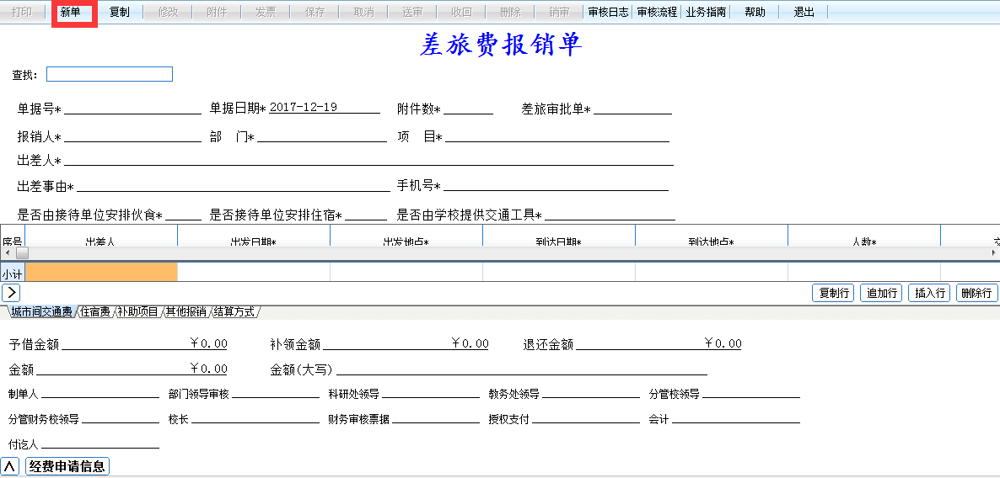 打印 新单 复制 修改 附件 发票 保存 取消 送审 收回 删除 销审 审核日志 审核流程 业务指南 帮助 退出
差旅费报销单
查找:
单据号* 单据日期* 2017-12-19 附件数* 差旅审批单*
报销人* 部 门* 项 目*
出差人*
出差事由* 手机号*
是否由接待单位安排伙食* 是否接待单位安排住宿* 是否由学校提供交通工具*
序号 出差人 出发日期* 出发地点* 到达日期* 到达地点* 人数*
小计
> 复制行 追加行 插入行 删除行
城市间交通费 住宿费 补助项目 其他报销 结算方式
予借金额 ¥0.00 补领金额 ¥0.00 退还金额 ¥0.00
金额 ¥0.00 金额(大写)
制单人 部门领导审核 科研处领导 教务处领导 分管校领导
分管财务校领导 校长 财务审核票据 授权支付 会计
付讫人
经费申请信息